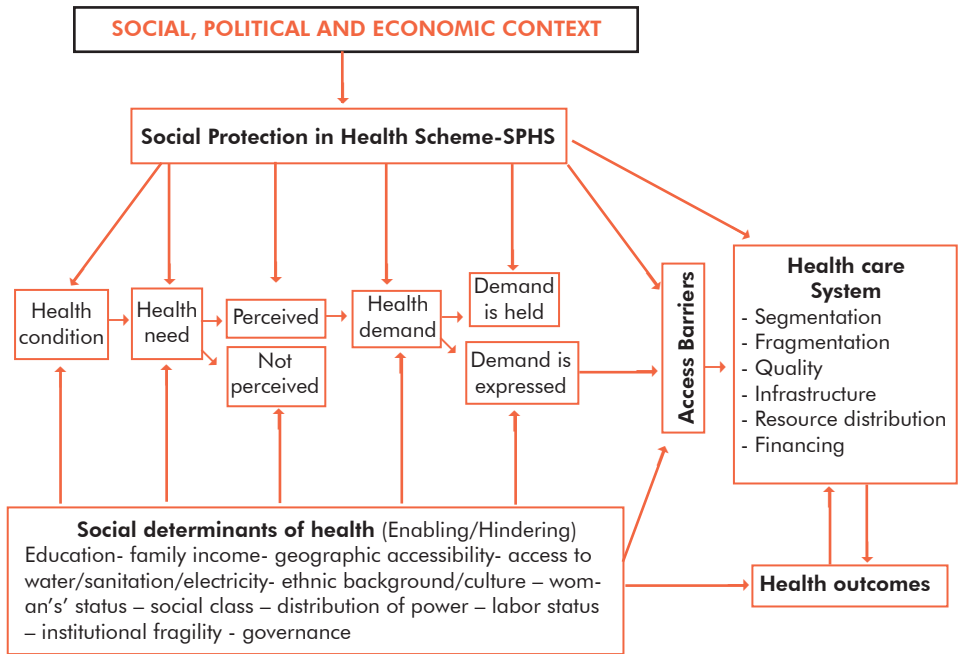 SOCIAL, POLITICAL AND ECONOMIC CONTEXT
Social Protection in Health Scheme-SPHS
Health
condition
Health
need
Perceived
Not
perceived
Health
demand
Demand
is held
Demand is
expressed
Access Barriers
Health care
System
- Segmentation
- Fragmentation
- Quality
- Infrastructure
- Resource distribution
- Financing
Social determinants of health (Enabling/Hindering)
Education- family income- geographic accessibility- access to
water/sanitation/electricity- ethnic background/culture – wom-
an's' status – social class – distribution of power – labor status
– institutional fragility - governance
Health outcomes